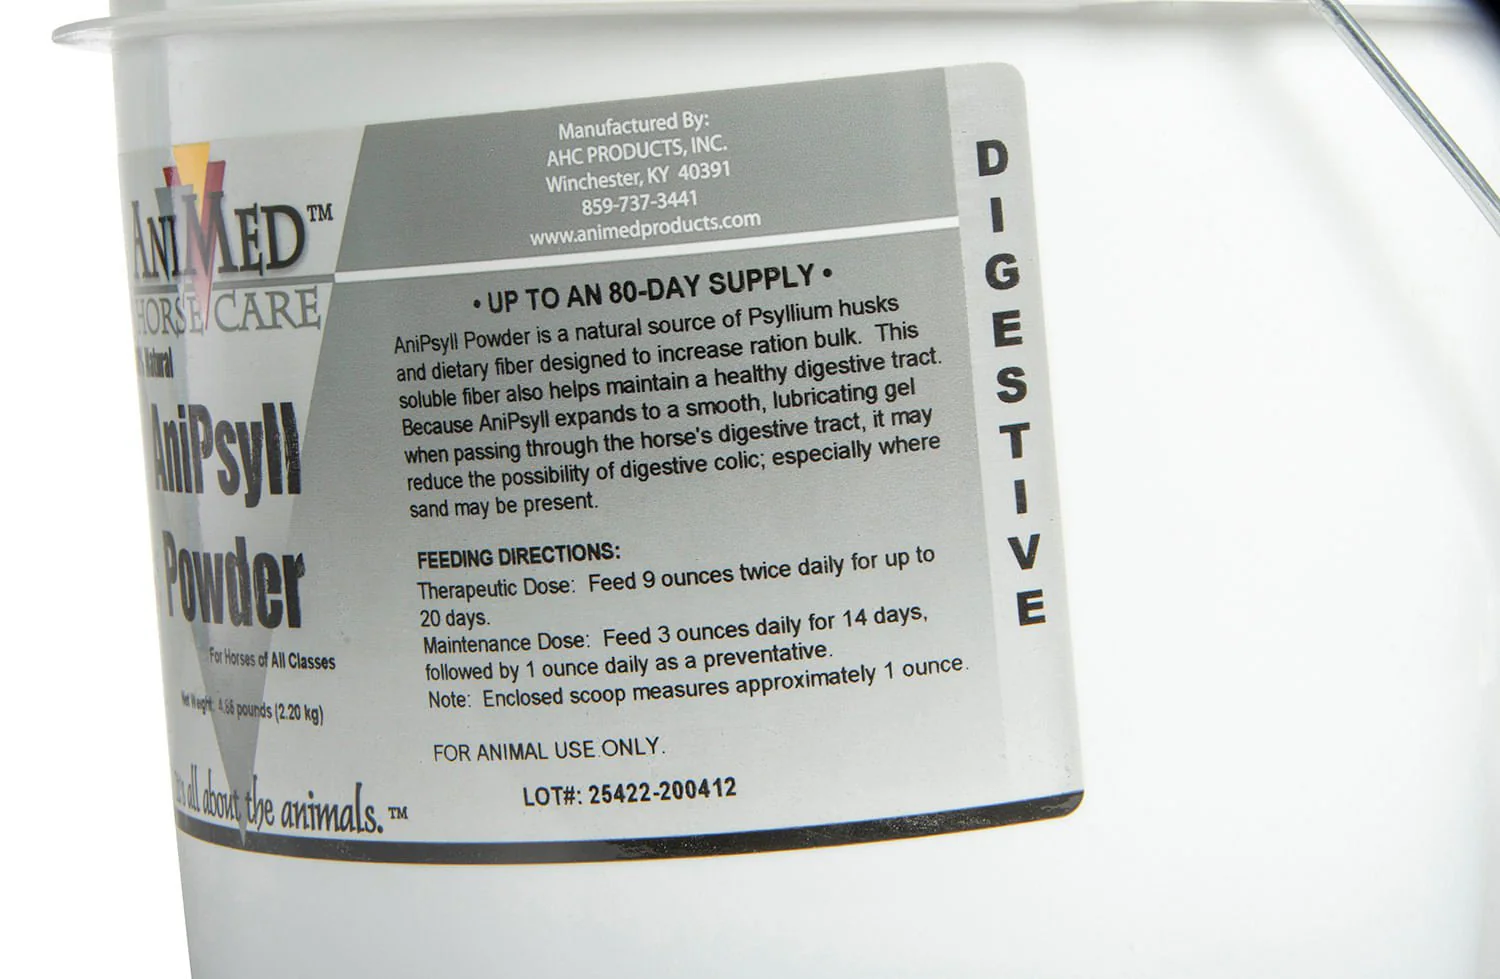 ANIMED™
HORSE CARE
Natural
AniPsyll
Powder
For Horses of All Classes
Net Weight: 4.66 pounds (2.20 kg)
It's all about the animals.™
Manufactured By:
AHC PRODUCTS, INC.
Winchester, KY 40391
859-737-3441
www.animedproducts.com
• UP TO AN 80-DAY SUPPLY •
AniPsyll Powder is a natural source of Psyllium husks
and dietary fiber designed to increase ration bulk. This
soluble fiber also helps maintain a healthy digestive tract.
Because AniPsyll expands to a smooth, lubricating gel
when passing through the horse's digestive tract, it may
reduce the possibility of digestive colic; especially where
sand may be present.
FEEDING DIRECTIONS:
Therapeutic Dose: Feed 9 ounces twice daily for up to
20 days.
Maintenance Dose: Feed 3 ounces daily for 14 days,
followed by 1 ounce daily as a preventative.
Note: Enclosed scoop measures approximately 1 ounce.
FOR ANIMAL USE ONLY.
LOT#: 25422-200412
DIGESTIVE